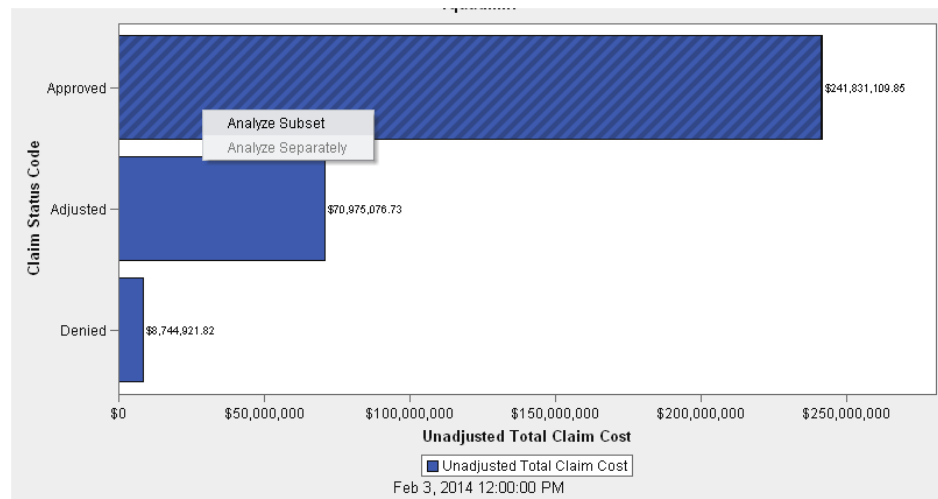 Approved
$241,831,109.85
Analyze Subset
Analyze Separately
Claim Status Code
Adjusted
$70,975,076.73
Denied
$8,744,921.82
$0
$50,000,000
$100,000,000
$150,000,000
$200,000,000
$250,000,000
Unadjusted Total Claim Cost
Unadjusted Total Claim Cost
Feb 3, 2014 12:00:00 PM